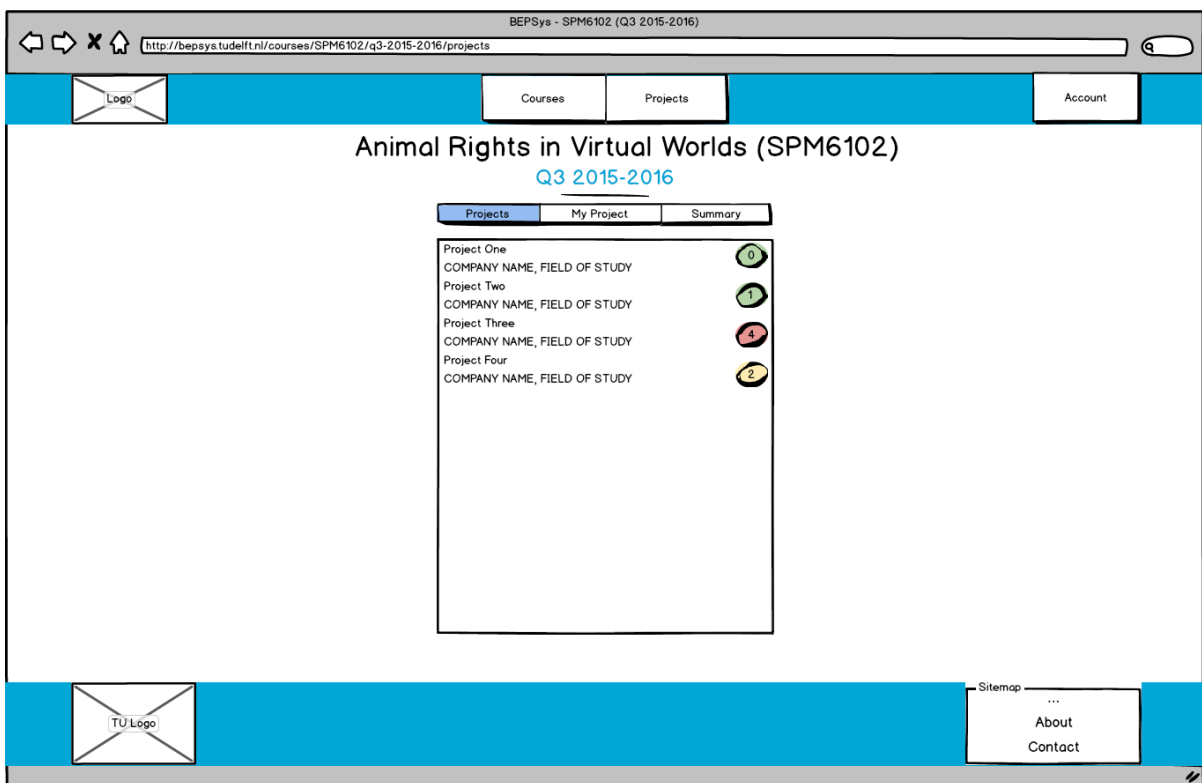 BEPSys - SPM6102 (Q3 2015-2016)
http://bepsys.tudelft.nl/courses/SPM6102/q3-2015-2016/projects
Logo
Courses
Projects
Account
Animal Rights in Virtual Worlds (SPM6102)
Q3 2015-2016
Projects
My Project
Summary
Project One
0
COMPANY NAME, FIELD OF STUDY
Project Two
1
COMPANY NAME, FIELD OF STUDY
Project Three
4
COMPANY NAME, FIELD OF STUDY
Project Four
2
COMPANY NAME, FIELD OF STUDY
TU Logo
Sitemap
...
About
Contact